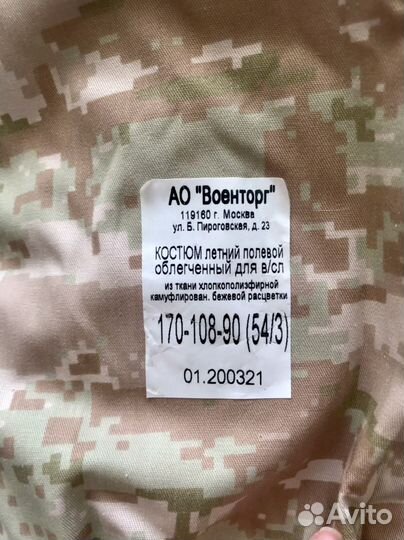 АО "Военторг"
119160 г. Москва
ул. Б. Пироговская, д. 23
КОСТЮМ летний полевой
облегченный для в/сл
из ткани хлопкополиэфирной
камуфлирован. бежевой расцветки
170-108-90 (54/3)
01.200321
Avito